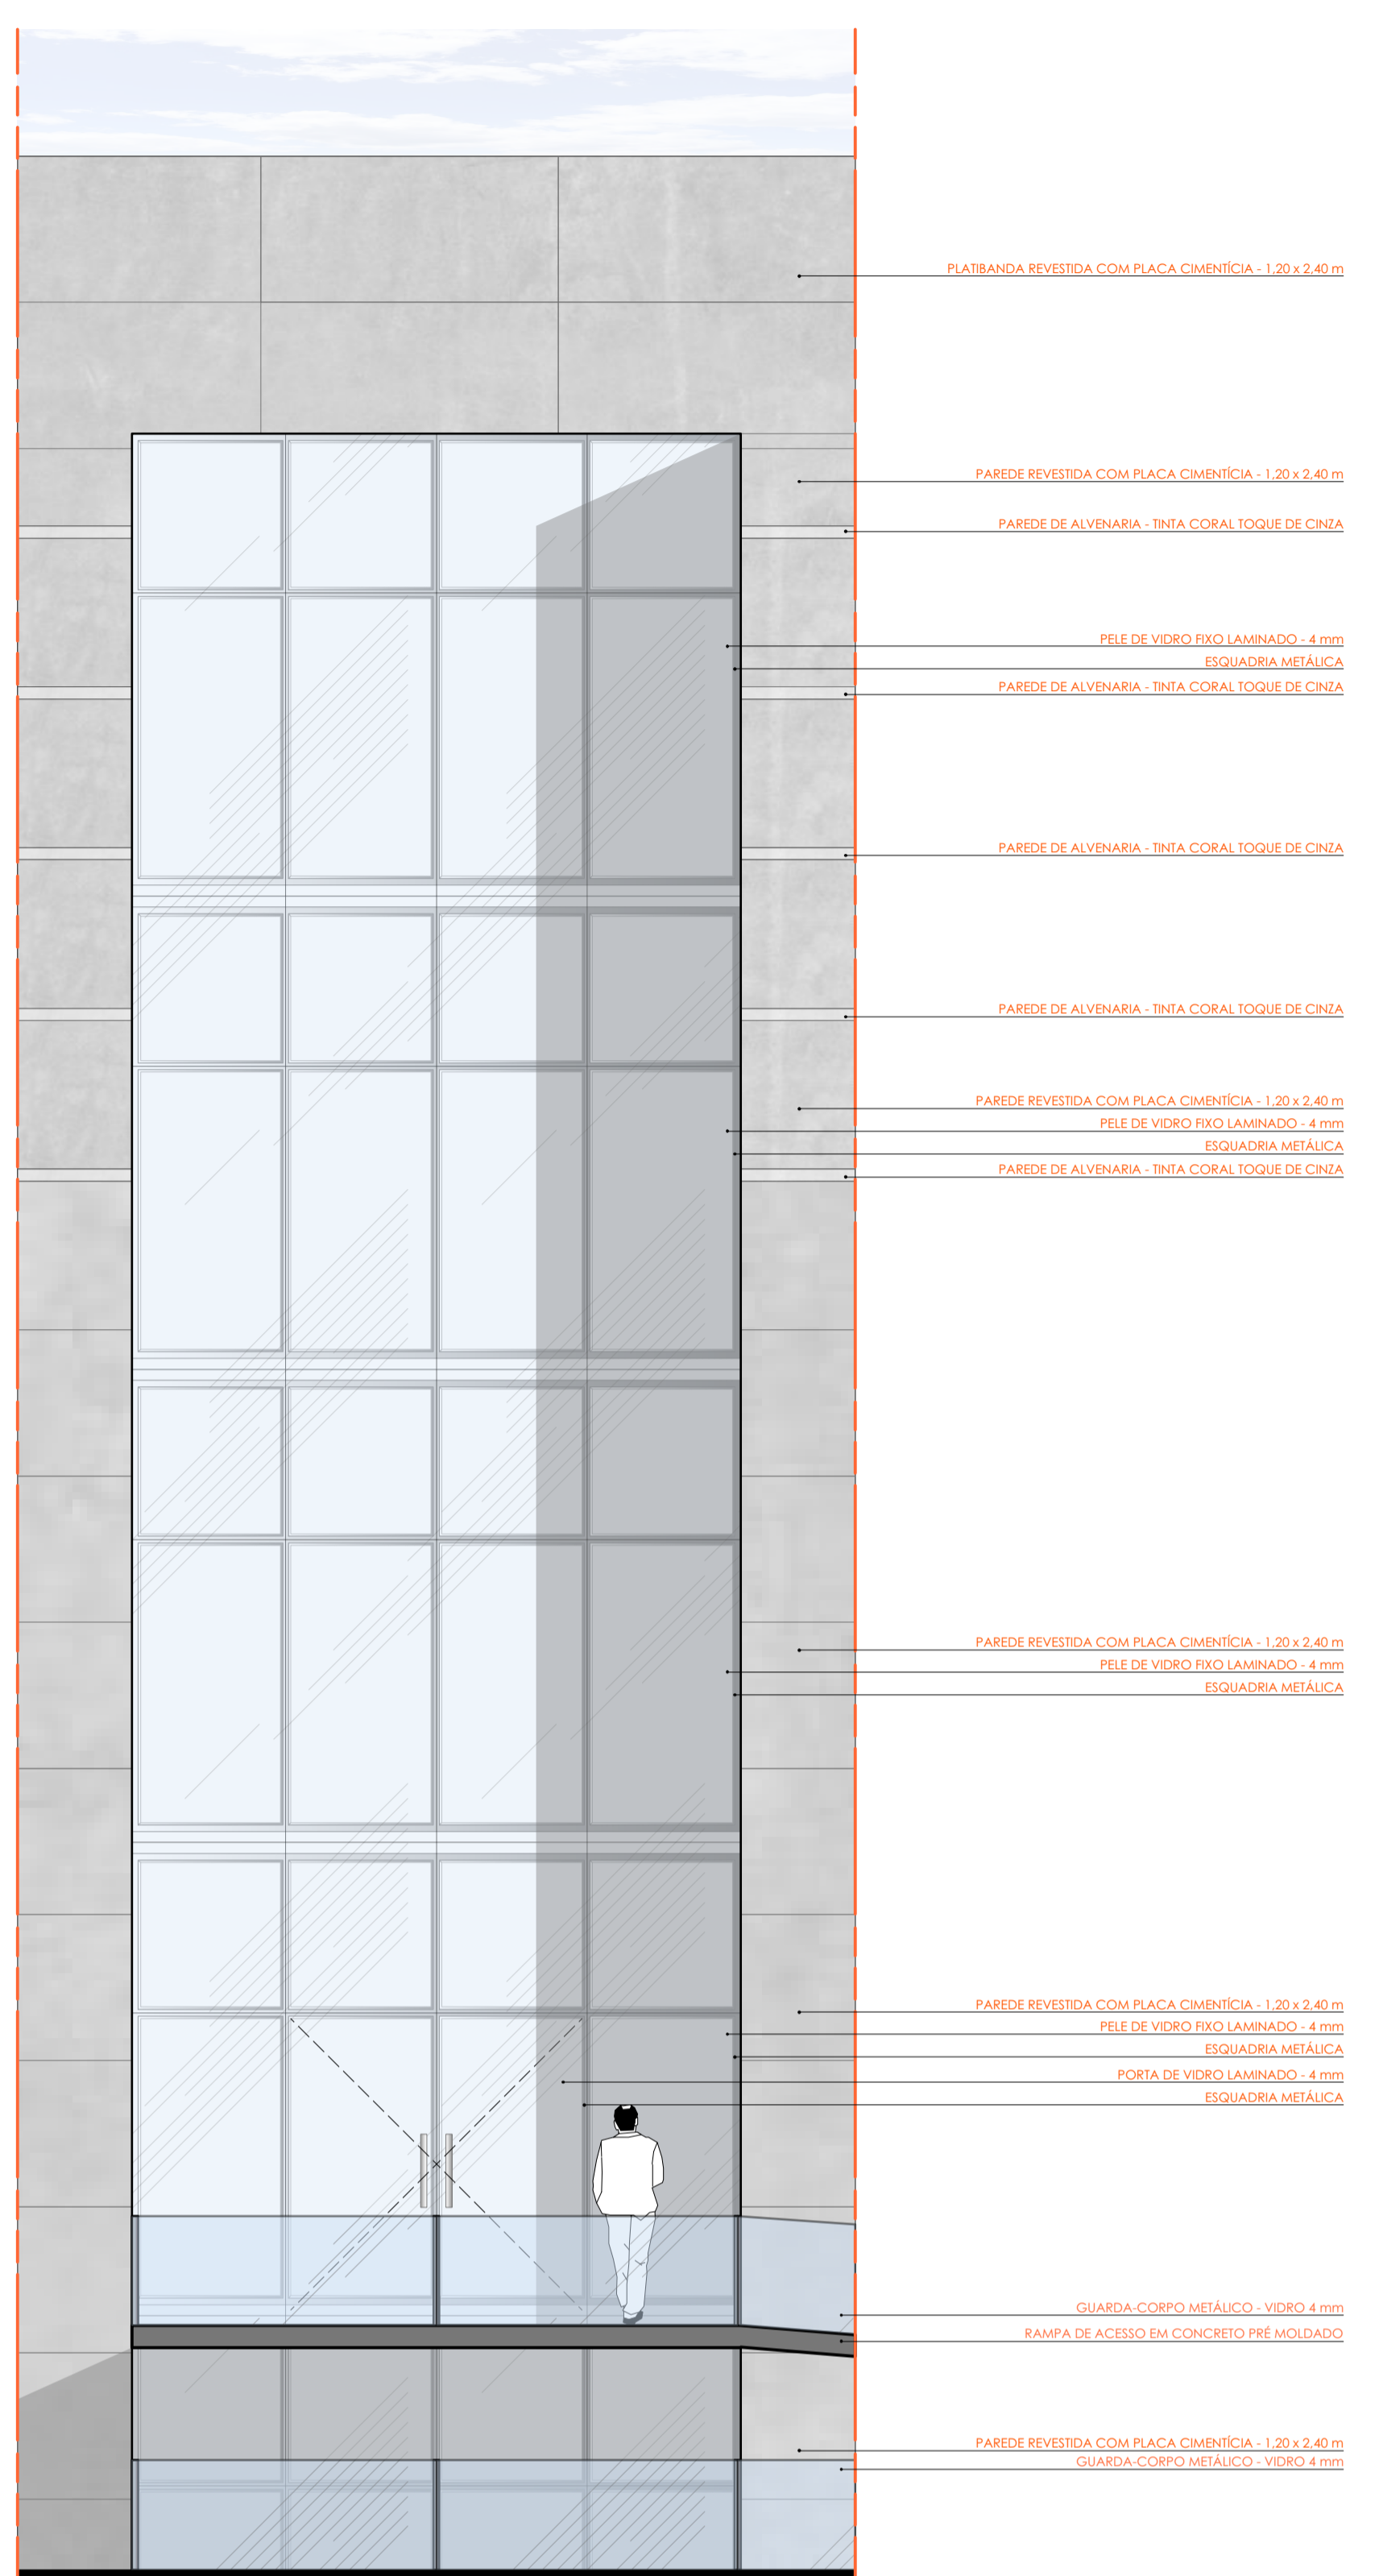 PLATIBANDA REVESTIDA COM PLACA CIMENTÍCIA - 1,20 x 2,40 m
PAREDE REVESTIDA COM PLACA CIMENTÍCIA - 1,20 x 2,40 m
PAREDE DE ALVENARIA - TINTA CORAL TOQUE DE CINZA
PELE DE VIDRO FIXO LAMINADO - 4 mm
ESQUADRIA METÁLICA
PAREDE DE ALVENARIA - TINTA CORAL TOQUE DE CINZA
PAREDE DE ALVENARIA - TINTA CORAL TOQUE DE CINZA
PAREDE DE ALVENARIA - TINTA CORAL TOQUE DE CINZA
PAREDE REVESTIDA COM PLACA CIMENTÍCIA - 1,20 x 2,40 m
PELE DE VIDRO FIXO LAMINADO - 4 mm
ESQUADRIA METÁLICA
PAREDE DE ALVENARIA - TINTA CORAL TOQUE DE CINZA
PAREDE REVESTIDA COM PLACA CIMENTÍCIA - 1,20 x 2,40 m
PELE DE VIDRO FIXO LAMINADO - 4 mm
ESQUADRIA METÁLICA
PAREDE REVESTIDA COM PLACA CIMENTÍCIA - 1,20 x 2,40 m
PELE DE VIDRO FIXO LAMINADO - 4 mm
ESQUADRIA METÁLICA
PORTA DE VIDRO LAMINADO - 4 mm
ESQUADRIA METÁLICA
GUARDA-CORPO METÁLICO - VIDRO 4 mm
RAMPA DE ACESSO EM CONCRETO PRÉ MOLDADO
PAREDE REVESTIDA COM PLACA CIMENTÍCIA - 1,20 x 2,40 m
GUARDA-CORPO METÁLICO - VIDRO 4 mm